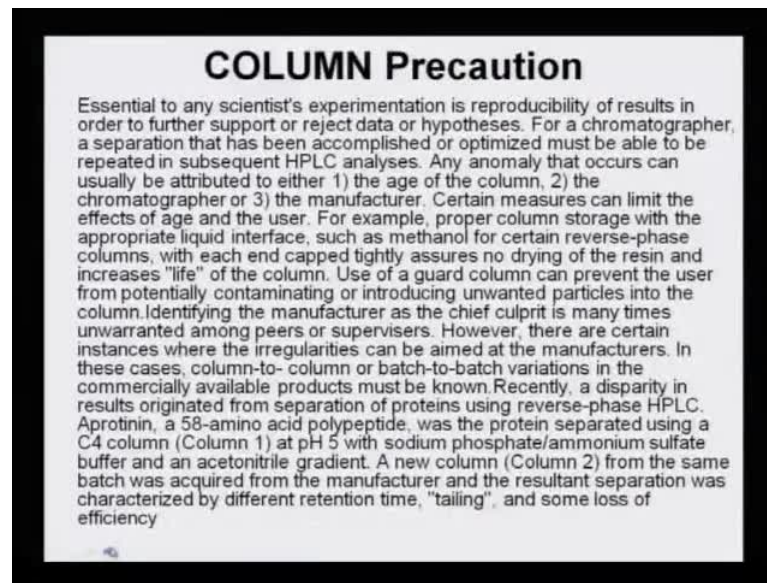 COLUMN Precaution
Essential to any scientist's experimentation is reproducibility of results in
order to further support or reject data or hypotheses. For a chromatographer,
a separation that has been accomplished or optimized must be able to be
repeated in subsequent HPLC analyses. Any anomaly that occurs can
usually be attributed to either 1) the age of the column, 2) the
chromatographer or 3) the manufacturer. Certain measures can limit the
effects of age and the user. For example, proper column storage with the
appropriate liquid interface, such as methanol for certain reverse-phase
columns, with each end capped tightly assures no drying of the resin and
increases "life" of the column. Use of a guard column can prevent the user
from potentially contaminating or introducing unwanted particles into the
column.Identifying the manufacturer as the chief culprit is many times
unwarranted among peers or supervisors. However, there are certain
instances where the irregularities can be aimed at the manufacturers. In
these cases, column-to- column or batch-to-batch variations in the
commercially available products must be known.Recently, a disparity in
results originated from separation of proteins using reverse-phase HPLC.
Aprotinin, a 58-amino acid polypeptide, was the protein separated using a
C4 column (Column 1) at pH 5 with sodium phosphate/ammonium sulfate
buffer and an acetonitrile gradient. A new column (Column 2) from the same
batch was acquired from the manufacturer and the resultant separation was
characterized by different retention time, "tailing", and some loss of
efficiency